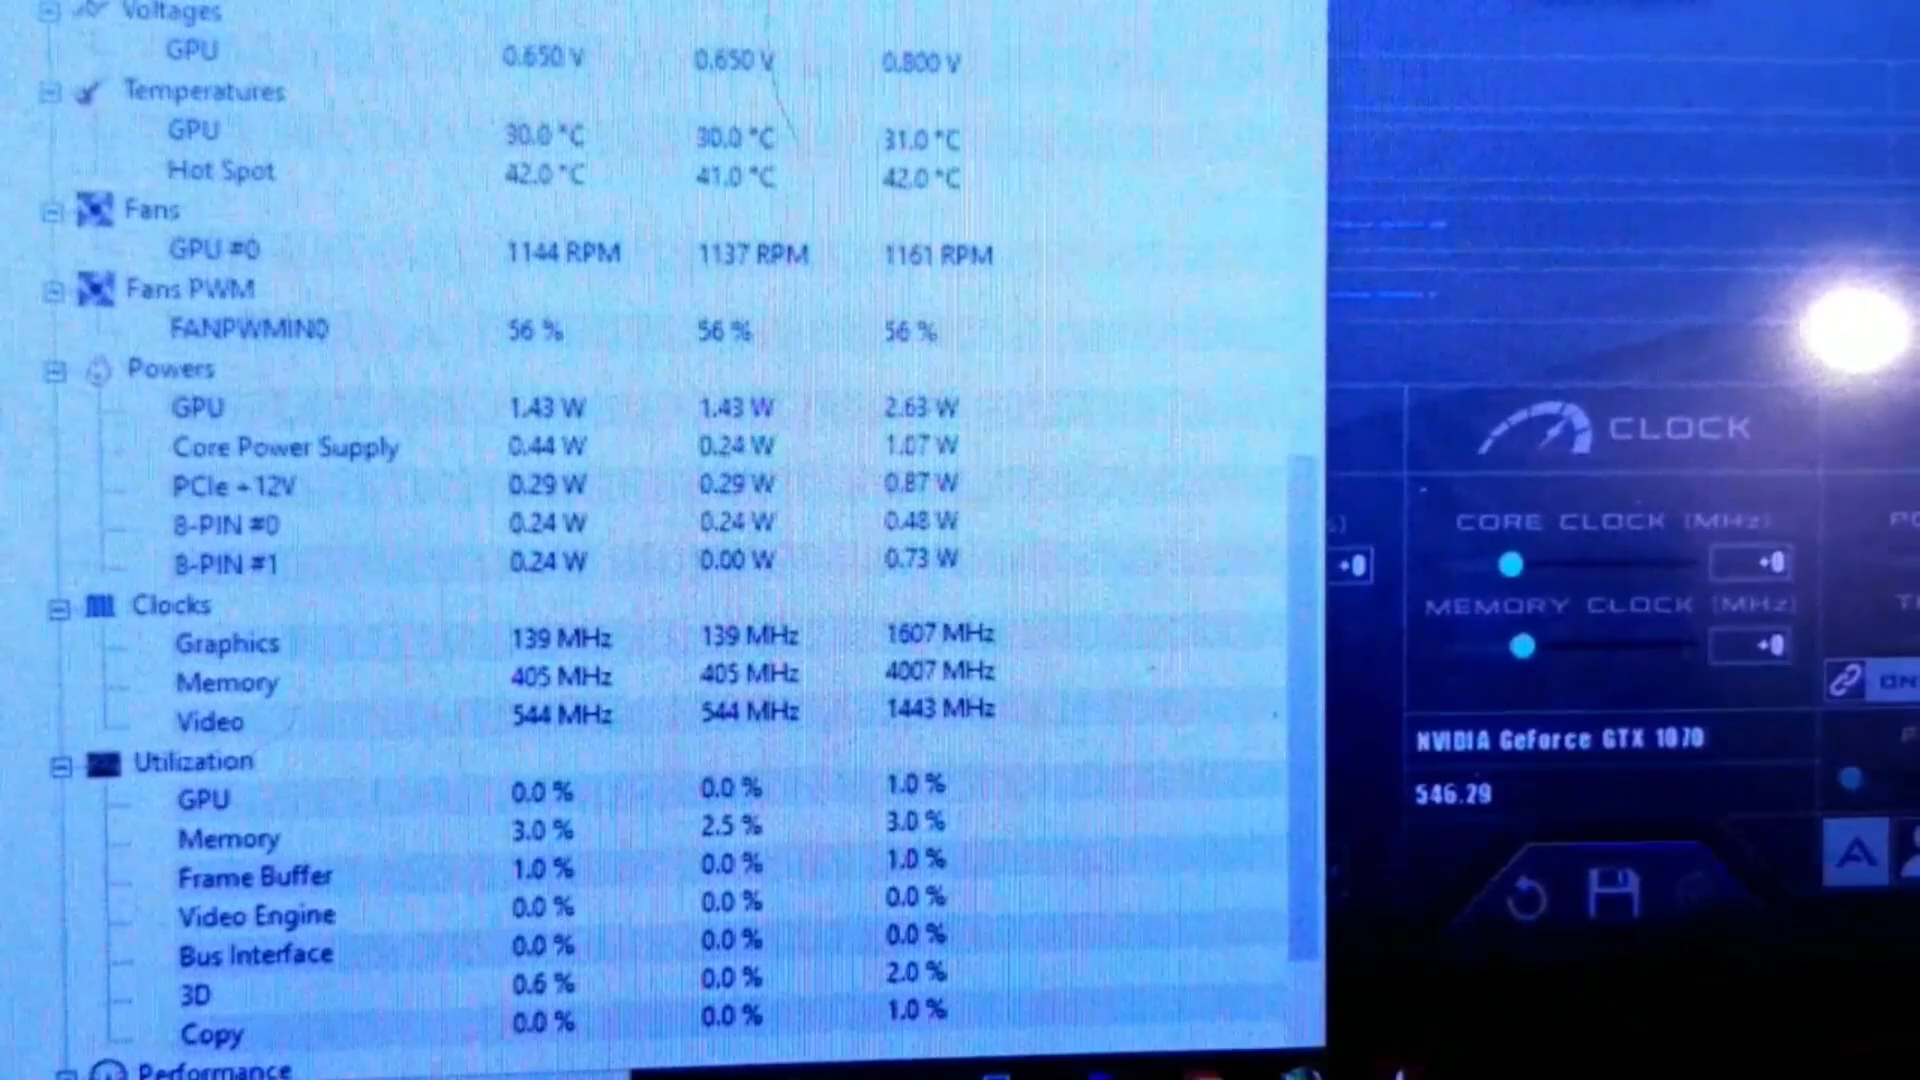 Voltages
GPU 0.650 V 0.650 V 0.800 V
Temperatures
GPU 30.0 °C 30.0 °C 31.0 °C
Hot Spot 42.0 °C 41.0 °C 42.0 °C
Fans
GPU #0 1144 RPM 1137 RPM 1161 RPM
Fans PWM
FANPWMIN0 56 % 56 % 56 %
Powers
GPU 1.43 W 1.43 W 2.63 W
Core Power Supply 0.44 W 0.24 W 1.07 W
PCIe +12V 0.29 W 0.29 W 0.87 W
8-PIN #0 0.24 W 0.24 W 0.48 W
8-PIN #1 0.24 W 0.00 W 0.73 W
Clocks
Graphics 139 MHz 139 MHz 1607 MHz
Memory 405 MHz 405 MHz 4007 MHz
Video 544 MHz 544 MHz 1443 MHz
Utilization
GPU 0.0 % 0.0 % 1.0 %
Memory 3.0 % 2.5 % 3.0 %
Frame Buffer 1.0 % 0.0 % 1.0 %
Video Engine 0.0 % 0.0 % 0.0 %
Bus Interface 0.0 % 0.0 % 0.0 %
3D 0.6 % 0.0 % 2.0 %
Copy 0.0 % 0.0 % 1.0 %
Performance
CLOCK
CORE CLOCK (MHz)
+0
+0
MEMORY CLOCK (MHz)
+0
NVIDIA GeForce GTX 1070
546.29
A